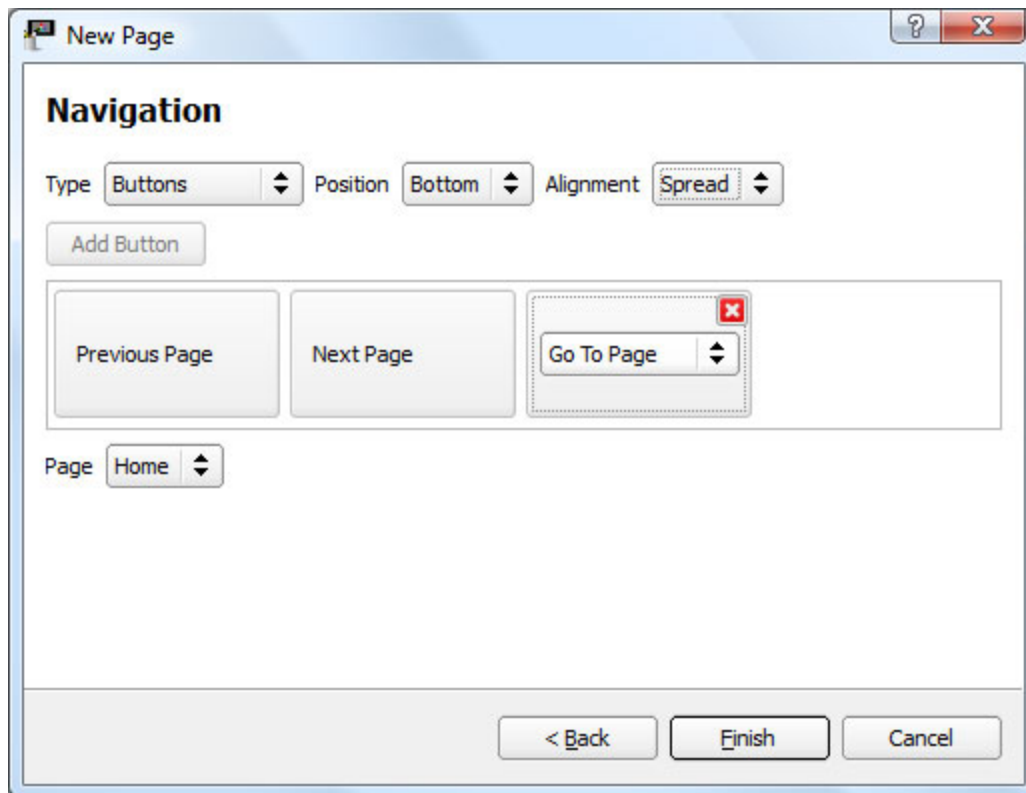 New Page
?
Navigation
Type Buttons Position Bottom Alignment Spread
Add Button
Previous Page Next Page Go To Page
Page Home
< Back Finish Cancel